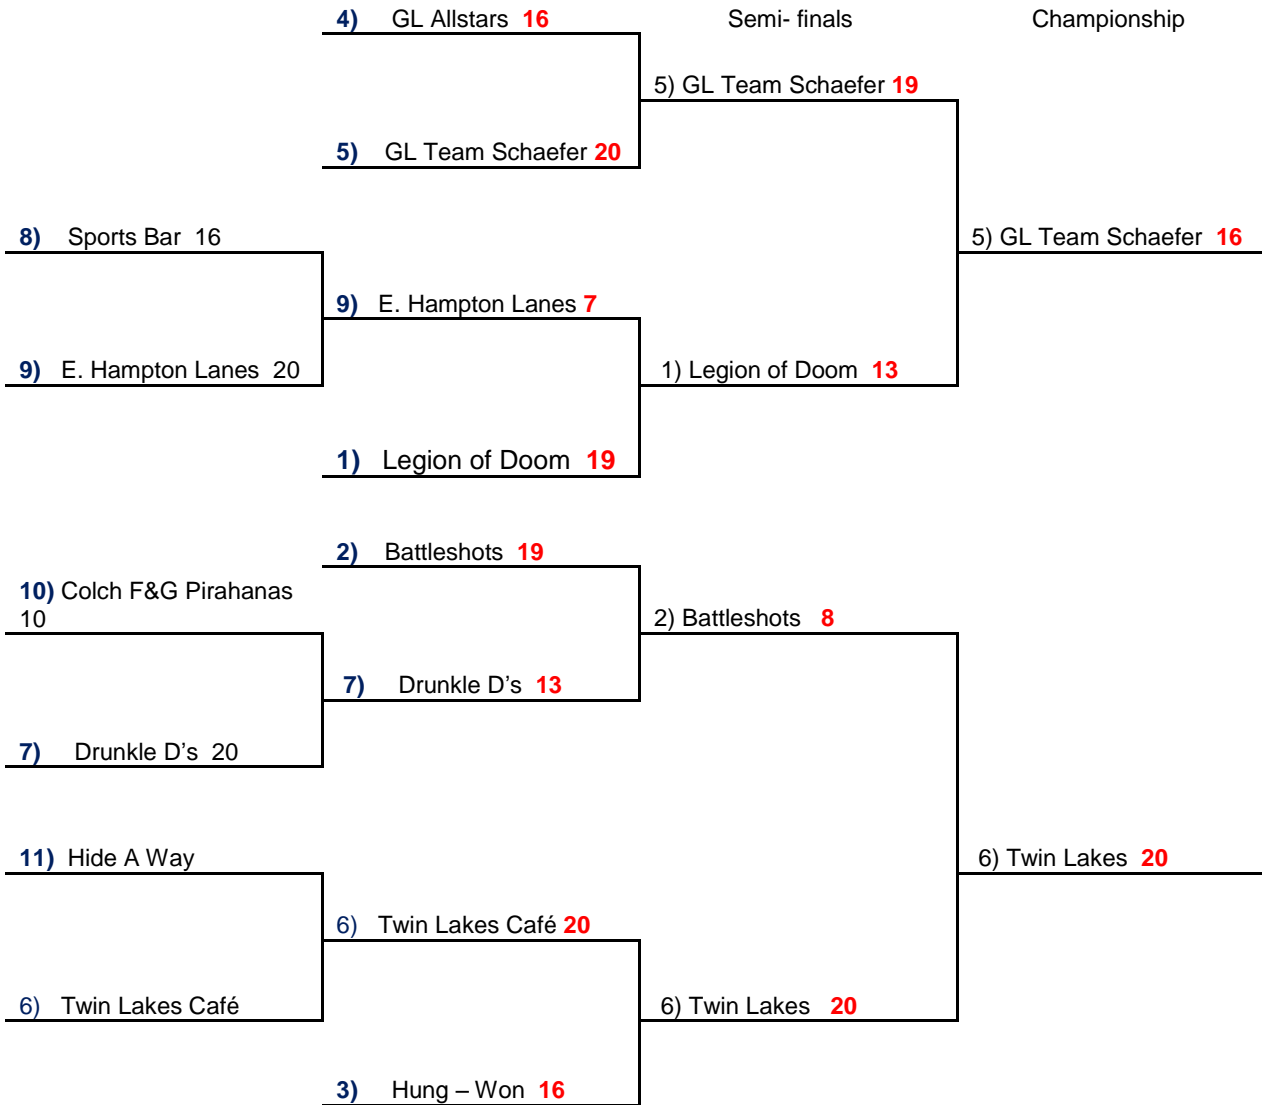 4) GL Allstars 16
Semi- finals
Championship
5) GL Team Schaefer 19
5) GL Team Schaefer 20
8) Sports Bar 16
5) GL Team Schaefer 16
9) E. Hampton Lanes 7
9) E. Hampton Lanes 20
1) Legion of Doom 13
1) Legion of Doom 19
2) Battleshots 19
10) Colch F&G Pirahanas
10
2) Battleshots 8
7) Drunkle D's 13
7) Drunkle D's 20
11) Hide A Way
6) Twin Lakes 20
6) Twin Lakes Café 20
6) Twin Lakes Café
6) Twin Lakes 20
3) Hung – Won 16